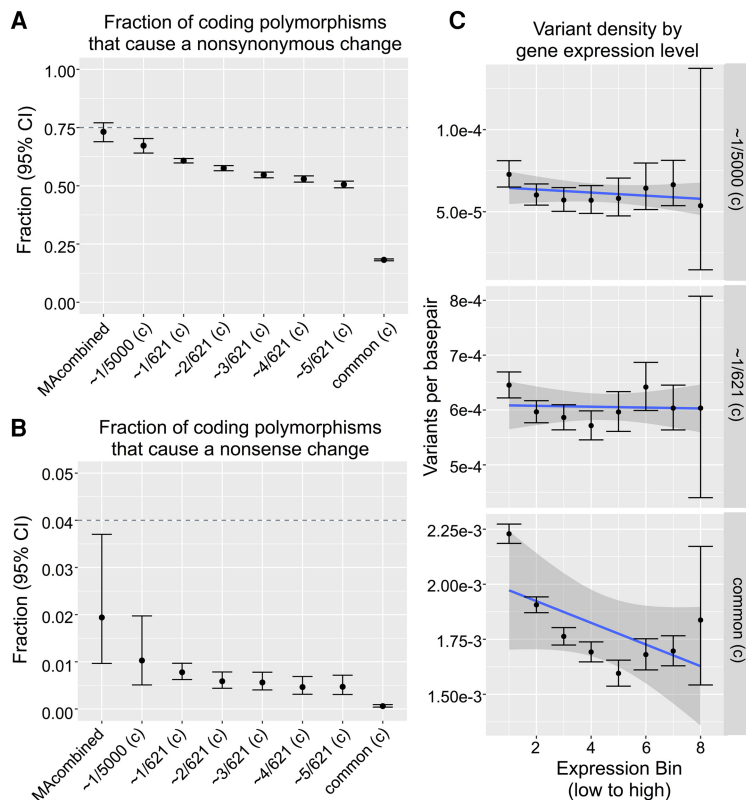 A
Fraction of coding polymorphisms
that cause a nonsynonymous change
Fraction (95% CI)
1.00
0.75
0.50
0.25
0.00
MAcombined
~1/5000 (c)
~1/621 (c)
~2/621 (c)
~3/621 (c)
~4/621 (c)
~5/621 (c)
common (c)
B
Fraction of coding polymorphisms
that cause a nonsense change
Fraction (95% CI)
0.05
0.04
0.03
0.02
0.01
0.00
MAcombined
~1/5000 (c)
~1/621 (c)
~2/621 (c)
~3/621 (c)
~4/621 (c)
~5/621 (c)
common (c)
C
Variant density by
gene expression level
Variants per basepair
1.0e-4
5.0e-5
~1/5000 (c)
8e-4
7e-4
6e-4
5e-4
~1/621 (c)
2.25e-3
2.00e-3
1.75e-3
1.50e-3
common (c)
2
4
6
8
Expression Bin
(low to high)